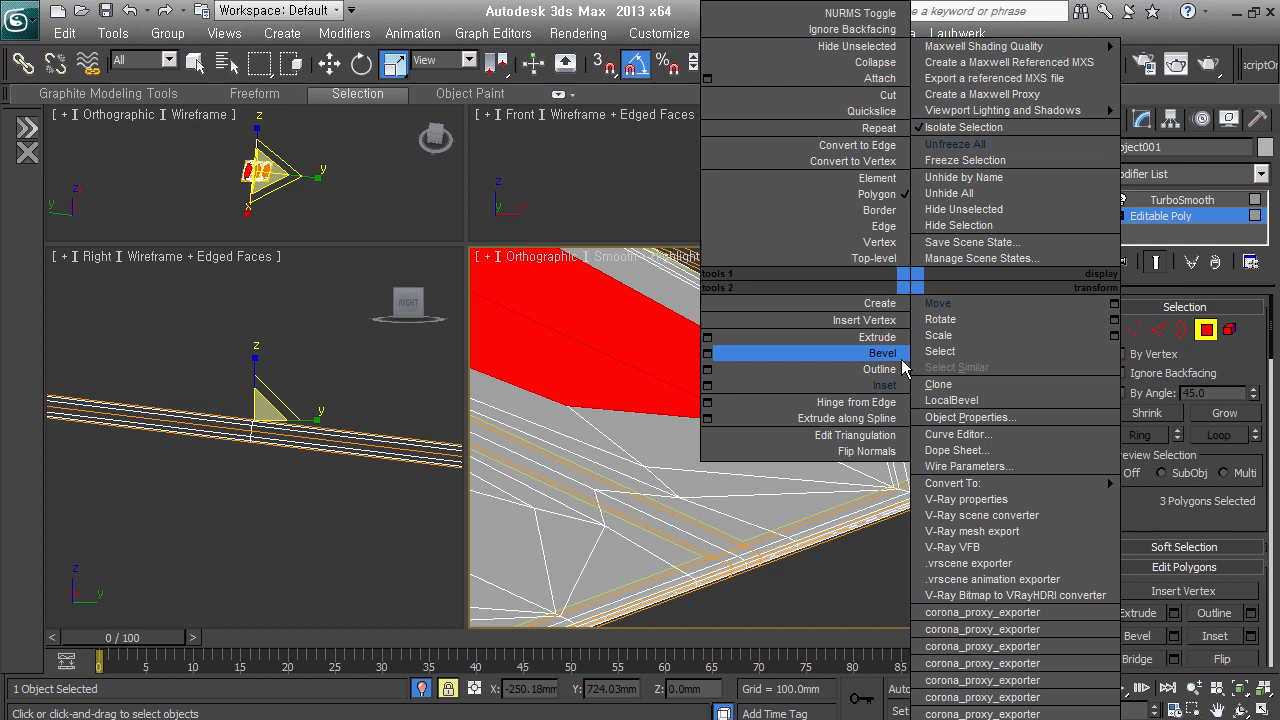 Workspace: Default
Autodesk 3ds Max 2013 x64
e a keyword or phrase
Edit
Tools
Group
Views
Create
Modifiers
Animation
Graph Editors
Rendering
Customize
Laubwerk
All
View
3
criptOr
Graphite Modeling Tools
Freeform
Selection
Object Paint
[ + ] Orthographic ] Wireframe ]
[ + ] Front ] Wireframe + Edged Faces
[ + ] Right ] Wireframe + Edged Faces ]
[ + ] Orthographic ] Smooth + Highlight
RIGHT
z
y
x
NURMS Toggle
Ignore Backfacing
Hide Unselected
Collapse
Attach
Cut
Quickslice
Repeat
Convert to Edge
Convert to Vertex
Element
Polygon
Border
Edge
Vertex
Top-level
tools 1
tools 2
Create
Insert Vertex
Extrude
Bevel
Outline
Inset
Hinge from Edge
Extrude along Spline
Edit Triangulation
Flip Normals
Maxwell Shading Quality
Create a Maxwell Referenced MXS
Export a referenced MXS file
Create a Maxwell Proxy
Viewport Lighting and Shadows
Isolate Selection
Unfreeze All
Freeze Selection
Unhide by Name
Unhide All
Hide Unselected
Hide Selection
Save Scene State...
Manage Scene States...
display
transform
Move
Rotate
Scale
Select
Select Similar
Clone
LocalBevel
Object Properties...
Curve Editor...
Dope Sheet...
Wire Parameters...
Convert To:
V-Ray properties
V-Ray scene converter
V-Ray mesh export
V-Ray VFB
.vrscene exporter
.vrscene animation exporter
V-Ray Bitmap to VRayHDRI converter
corona_proxy_exporter
corona_proxy_exporter
corona_proxy_exporter
corona_proxy_exporter
corona_proxy_exporter
corona_proxy_exporter
corona_proxy_exporter
bject001
difier List
TurboSmooth
Editable Poly
Selection
By Vertex
Ignore Backfacing
By Angle: 45.0
Shrink
Grow
Ring
Loop
eview Selection
Off
SubObj
Multi
3 Polygons Selected
Soft Selection
Edit Polygons
Insert Vertex
Extrude
Outline
Bevel
Inset
Bridge
Flip
< 0 / 100 >
0 5 10 15 20 25 30 35 40 45 50 55 60 65 70 75 80 85
1 Object Selected
X: -250.18mm
Y: 724.03mm
Z: 0.0mm
Grid = 100.0mm
Auto
Click or click-and-drag to select objects
Add Time Tag
Set